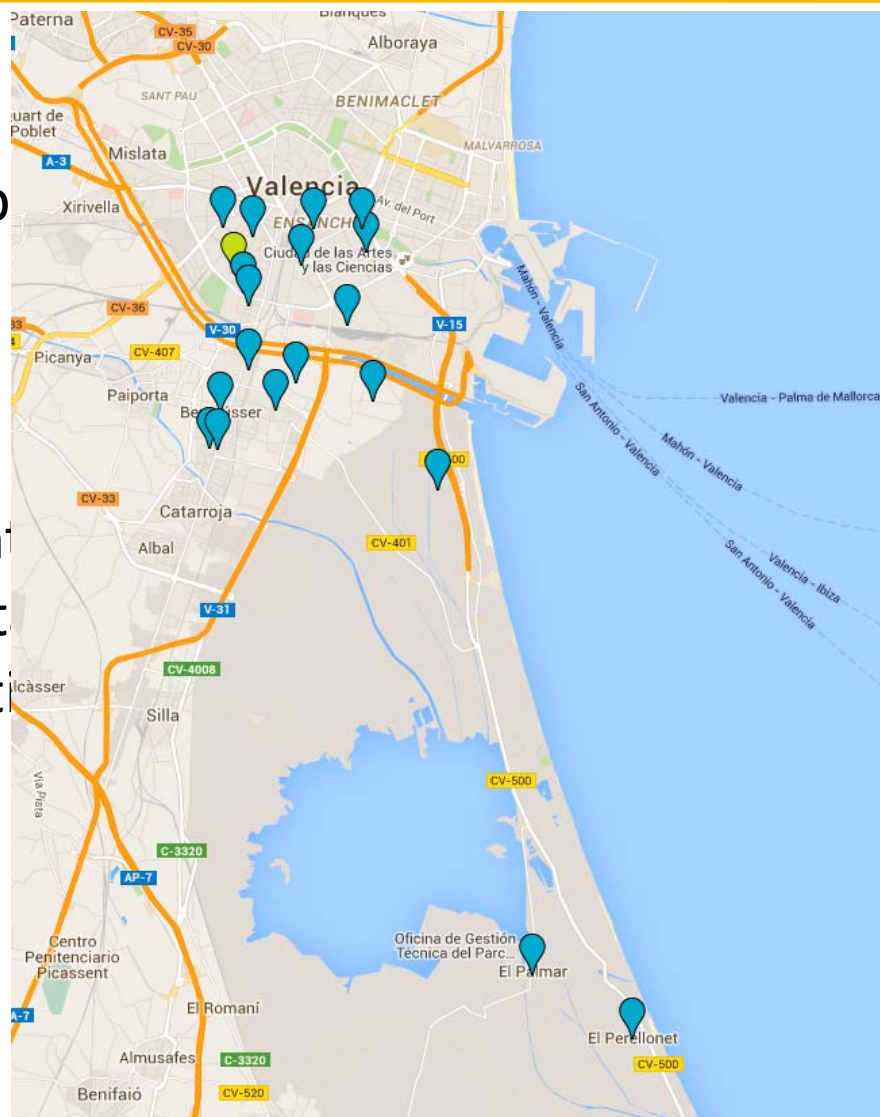 Paterna
Blanques
CV-35
CV-30
Alboraya
SANT PAU
BENIMACLET
uart de
Poblet
Mislata
MALVARROSA
A-3
Valencia
Xirivella
Av. del Port
ENSANCHE
Ciudad de las Artes
y las Ciencias
CV-36
V-30
V-15
Mahón - Valencia
Picanya
CV-407
Paiporta
Valencia - Palma de Mallorca
San Antonio - Valencia
Mahón - Valencia
CV-33
Catarroja
CV-401
Albal
Valencia - Ibiza
San Antonio - Valencia
V-31
CV-4008
lcàsser
Silla
Vía Pista
CV-500
C-3320
AP-7
Centro
Penitenciario
Picassent
Oficina de Gestión
Técnica del Parc...
El Palmar
A-7
El Romaní
El Perellonet
Almusafes
C-3320
CV-500
CV-520
Benifaió